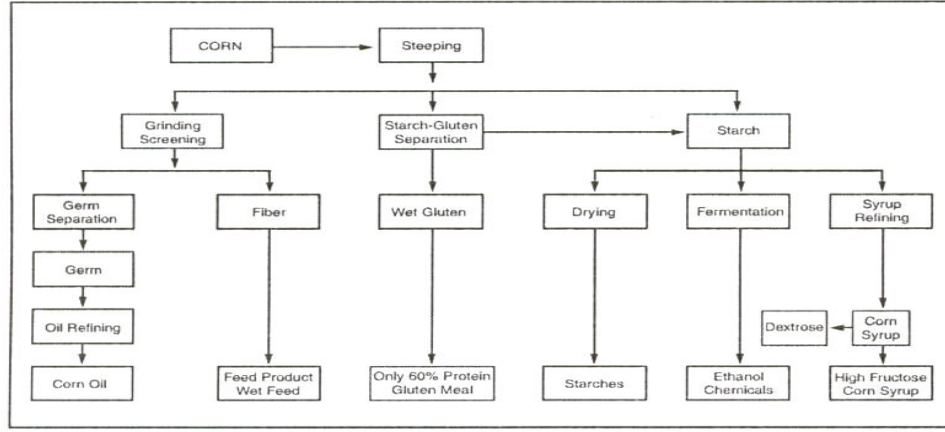 CORN
Steeping
Grinding
Screening
Starch-Gluten
Separation
Starch
Germ
Separation
Fiber
Wet Gluten
Drying
Fermentation
Syrup
Refining
Germ
Oil Refining
Dextrose
Corn
Syrup
Corn Oil
Feed Product
Wet Feed
Only 60% Protein
Gluten Meal
Starches
Ethanol
Chemicals
High Fructose
Corn Syrup